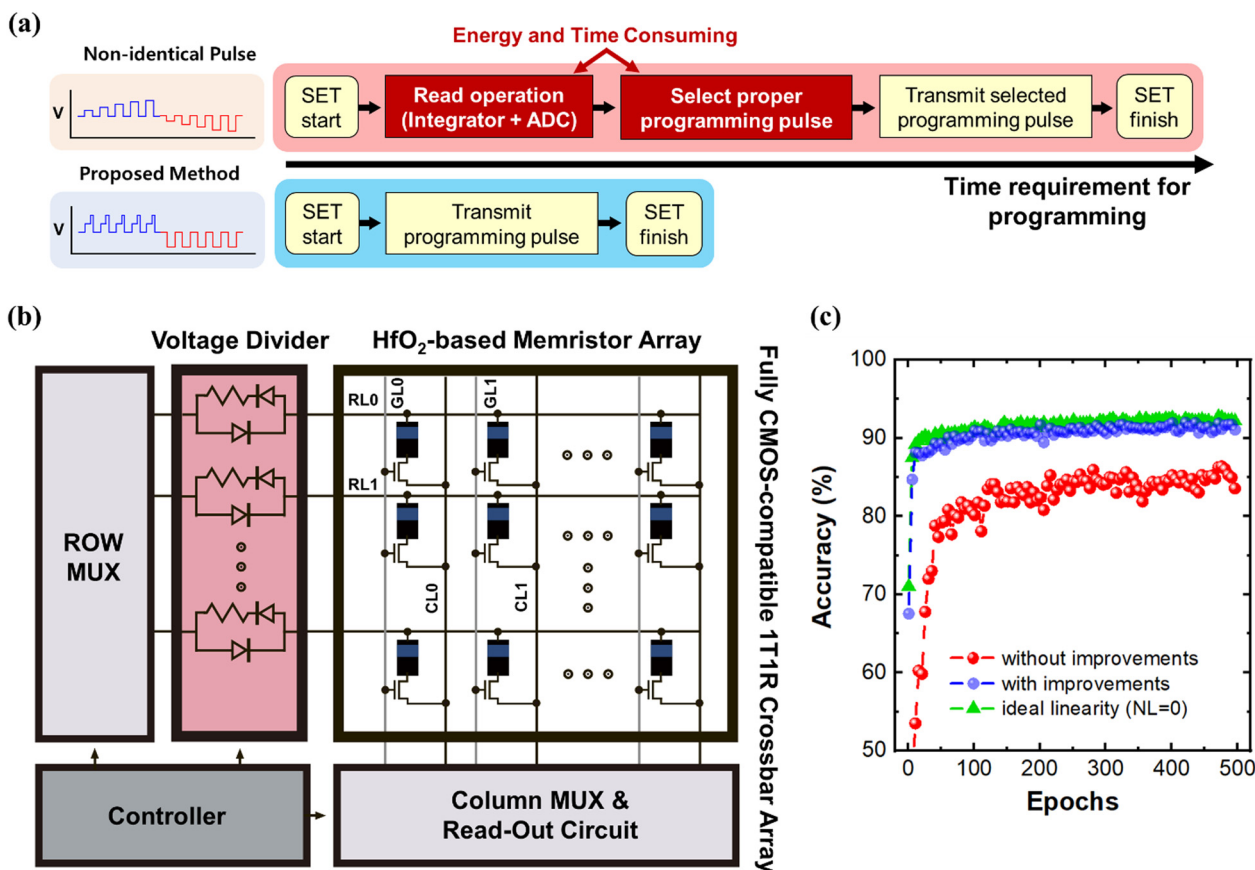 (a)
Energy and Time Consuming
Non-identical Pulse
V
SET
start
Read operation
(Integrator + ADC)
Select proper
programming pulse
Transmit selected
programming pulse
SET
finish
Time requirement for
programming
Proposed Method
V
SET
start
Transmit
programming pulse
SET
finish
(b)
Voltage Divider
HfO₂-based Memristor Array
Fully CMOS-compatible 1T1R Crossbar Array
ROW
MUX
RL0
GL0
GL1
RL1
CL0
CL1
Controller
Column MUX &
Read-Out Circuit
(c)
Accuracy (%)
100
90
80
70
60
50
without improvements
with improvements
ideal linearity (NL=0)
0 100 200 300 400 500
Epochs